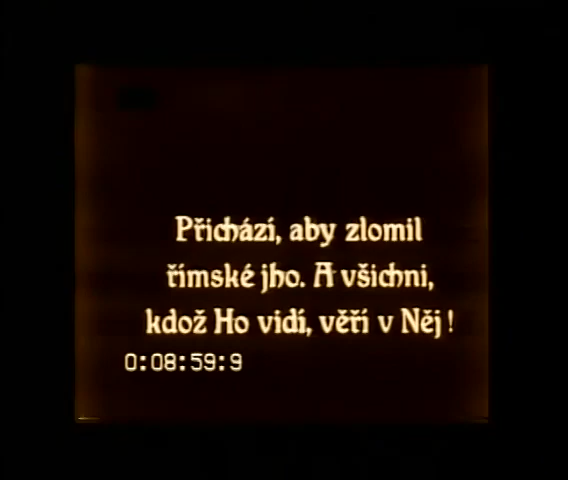 Přichází, aby zlomil
římské jho. A všichni,
kdož Ho vidí, věří v Něj!
0:08:59:9